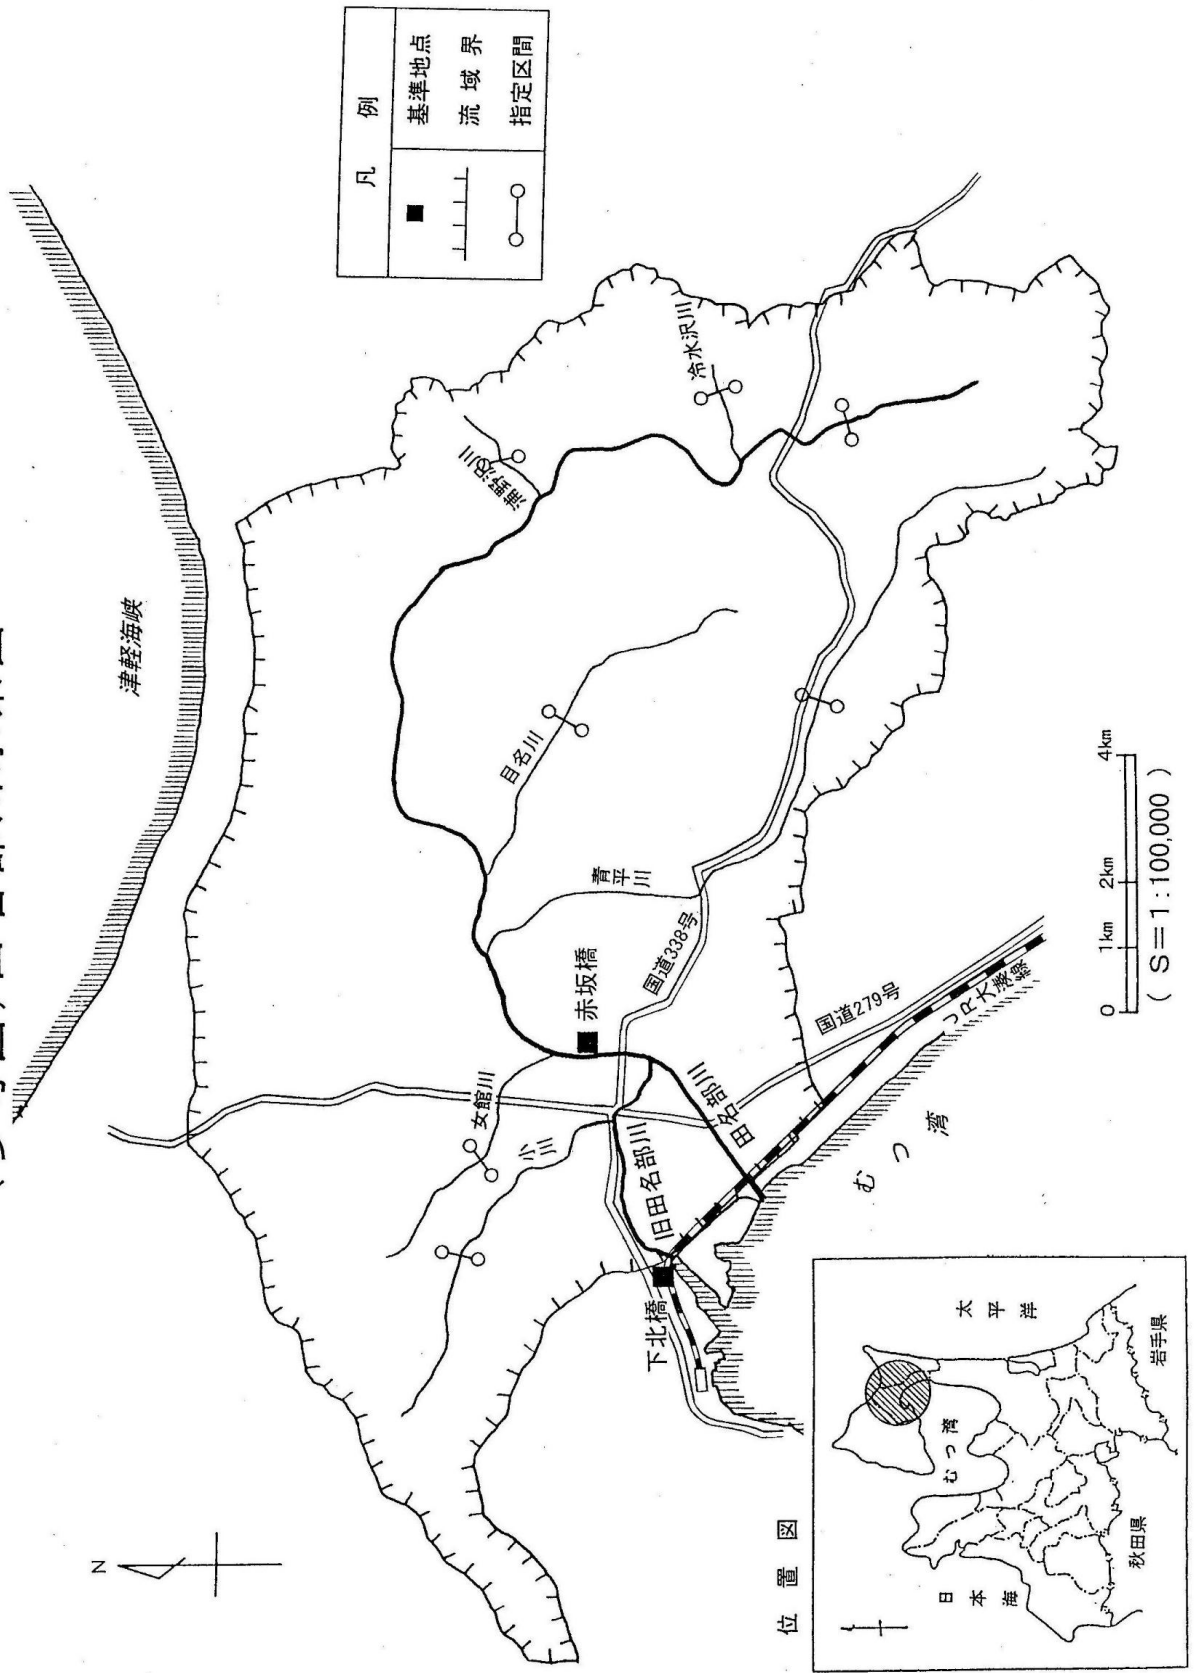 凡 例
基準地点
流域界
指定区間
津軽海峡
冷水沢川
目名川
青平川
赤坂橋
国道338号
国道279号
JR大湊線
女館川
小川
田名部川
旧田名部川
下北橋
むつ湾
N
0 1km 2km 4km
(S=1:100,000)
位置図
太平洋
むつ湾
日本海
岩手県
秋田県